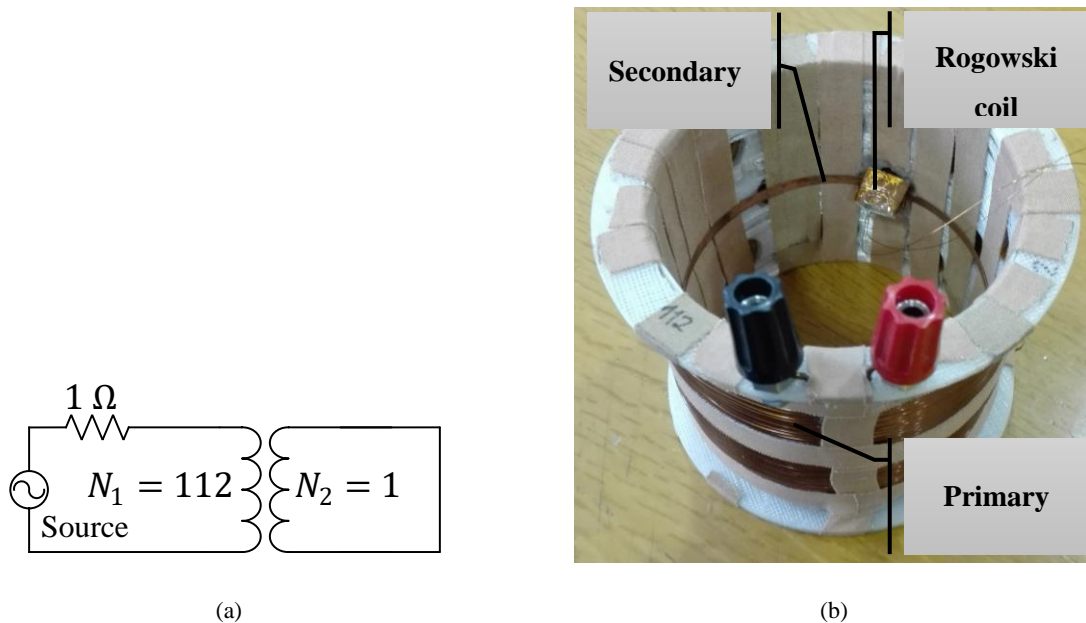 1 Ω
N₁ = 112
N₂ = 1
Source
(a)
Secondary
Rogowski
coil
112
Primary
(b)